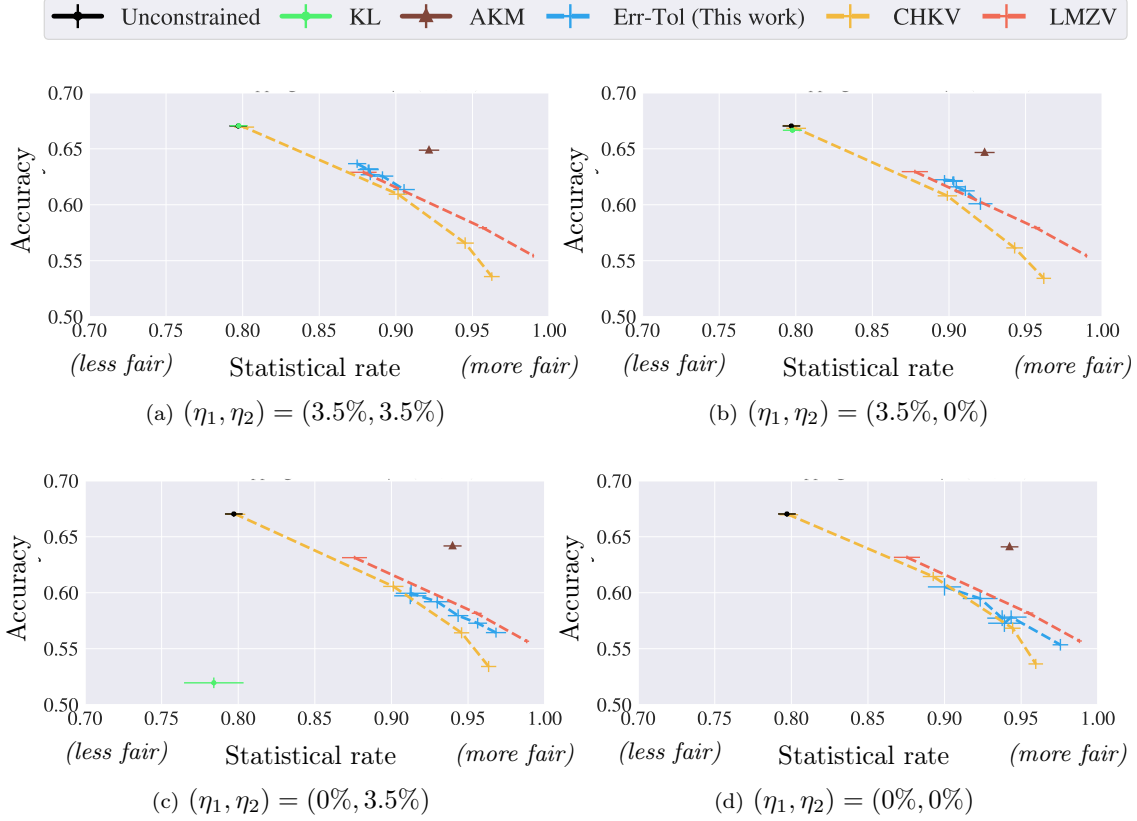 Unconstrained KL AKM Err-Tol (This work) CHKV LMZV
0.70 0.70
0.65 0.65
0.60 0.60
0.55 0.55
0.50 0.50
Accuracy Accuracy
0.70 0.75 0.80 0.85 0.90 0.95 1.00 0.70 0.75 0.80 0.85 0.90 0.95 1.00
(less fair) Statistical rate (more fair) (less fair) Statistical rate (more fair)
(a) (η₁, η₂) = (3.5%, 3.5%) (b) (η₁, η₂) = (3.5%, 0%)
0.70 0.70
0.65 0.65
0.60 0.60
0.55 0.55
0.50 0.50
Accuracy Accuracy
0.70 0.75 0.80 0.85 0.90 0.95 1.00 0.70 0.75 0.80 0.85 0.90 0.95 1.00
(less fair) Statistical rate (more fair) (less fair) Statistical rate (more fair)
(c) (η₁, η₂) = (0%, 3.5%) (d) (η₁, η₂) = (0%, 0%)